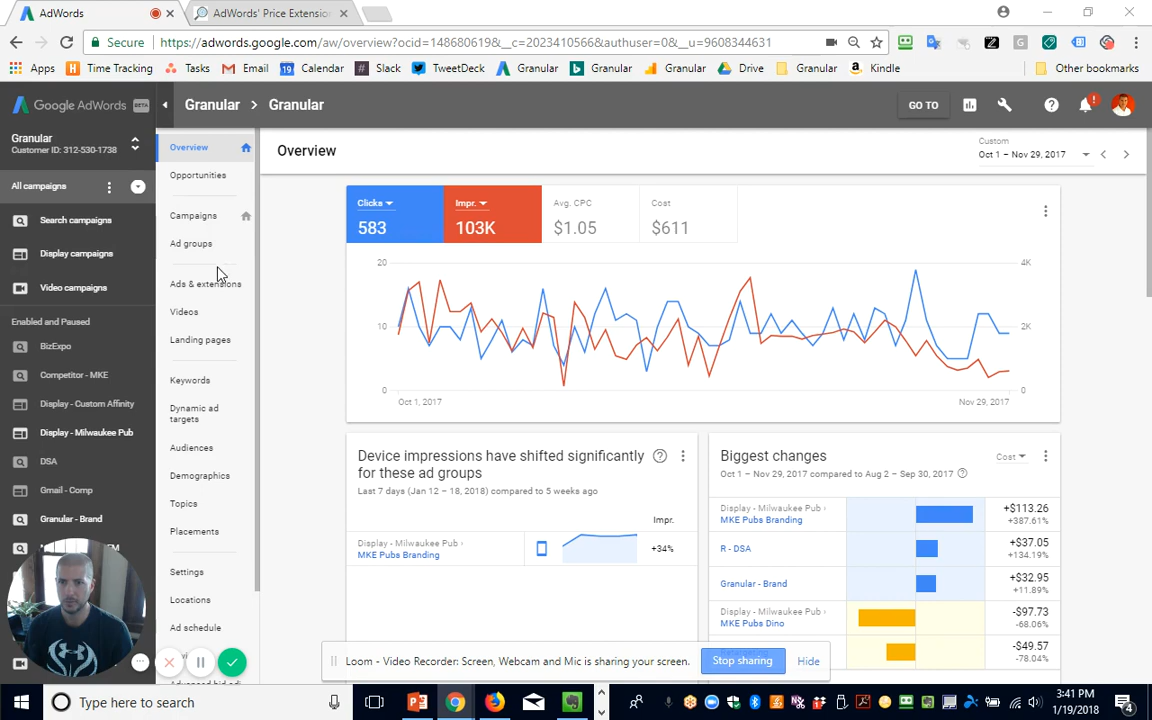 AdWords
AdWords' Price Extension
Secure
https://adwords.google.com/aw/overview?ocid=148680619&__c=2023410566&authuser=0&__u=9608344631
Apps
Time Tracking
Tasks
Email
Calendar
Slack
TweetDeck
Granular
Granular
Granular
Drive
Granular
Kindle
Other bookmarks
Google AdWords BETA
Granular > Granular
GO TO
Granular
Customer ID: 312-530-1738
All campaigns
Search campaigns
Display campaigns
Video campaigns
Enabled and Paused
BizExpo
Competitor - MKE
Display - Custom Affinity
Display - Milwaukee Pub
DSA
Gmail - Comp
Granular - Brand
Overview
Opportunities
Campaigns
Ad groups
Ads & extensions
Videos
Landing pages
Keywords
Dynamic ad
targets
Audiences
Demographics
Topics
Placements
Settings
Locations
Ad schedule
Overview
Custom
Oct 1 – Nov 29, 2017
Clicks
583
Impr.
103K
Avg. CPC
$1.05
Cost
$611
20
4K
10
2K
0
0
Oct 1, 2017
Nov 29, 2017
Device impressions have shifted significantly
for these ad groups
Last 7 days (Jan 12 – 18, 2018) compared to 5 weeks ago
Impr.
Display - Milwaukee Pub ›
MKE Pubs Branding
+34%
Biggest changes
Cost
Oct 1 – Nov 29, 2017 compared to Aug 2 – Sep 30, 2017
Display - Milwaukee Pub ›
MKE Pubs Branding
+$113.26
+387.61%
R - DSA
+$37.05
+134.19%
Granular - Brand
+$32.95
+11.89%
Display - Milwaukee Pub ›
MKE Pubs Dino
-$97.73
-68.06%
-$49.57
-78.04%
Loom - Video Recorder: Screen, Webcam and Mic is sharing your screen.
Stop sharing
Hide
Type here to search
3:41 PM
1/19/2018
4